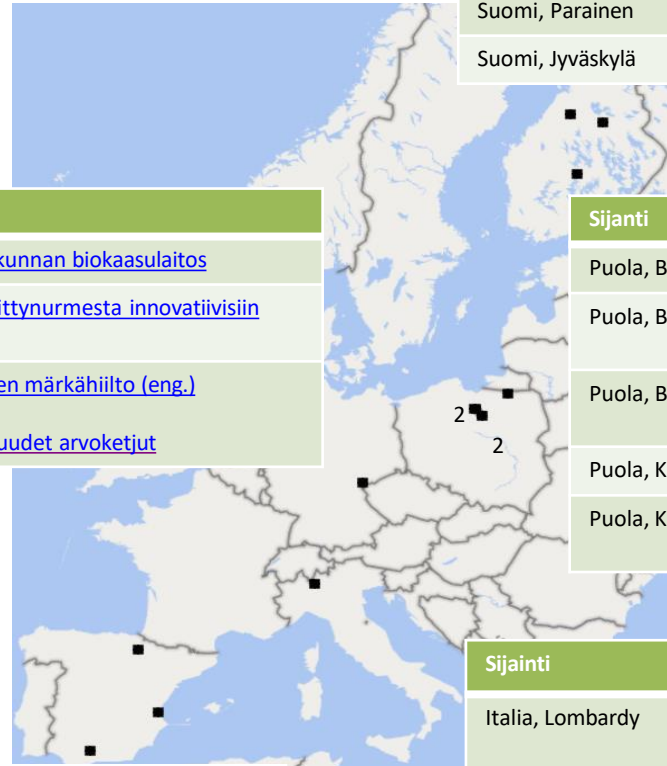 Suomi, Parainen
Suomi, Jyväskylä
kunnan biokaasulaitos
ittynurmesta innovatiivisiin
en märkähiilto (eng.)
uudet arvoketjut
Sijanti
Puola, B
Puola, B
Puola, B
Puola, K
Puola, K
2
2
Sijainti
Italia, Lombardy